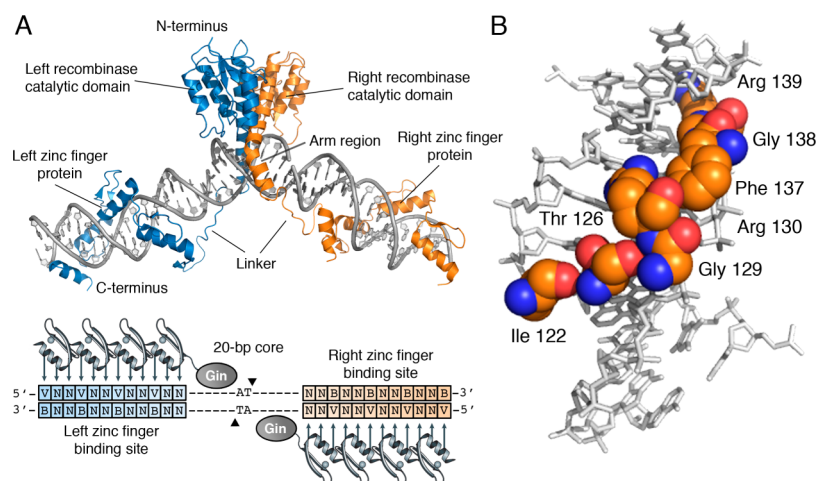 A
N-terminus
Left recombinase
catalytic domain
Right recombinase
catalytic domain
Arm region
Right zinc finger
protein
Left zinc finger
protein
Linker
C-terminus
20-bp core
Right zinc finger
binding site
Gin
5′-VNNVNNVNNVNN------AT------NNBNNBNNBNNB-3′
3′-BNNBNNBNNBNN------TA------NNVNNVNNVNNV-5′
Gin
Left zinc finger
binding site
B
Arg 139
Gly 138
Phe 137
Thr 126
Arg 130
Gly 129
Ile 122